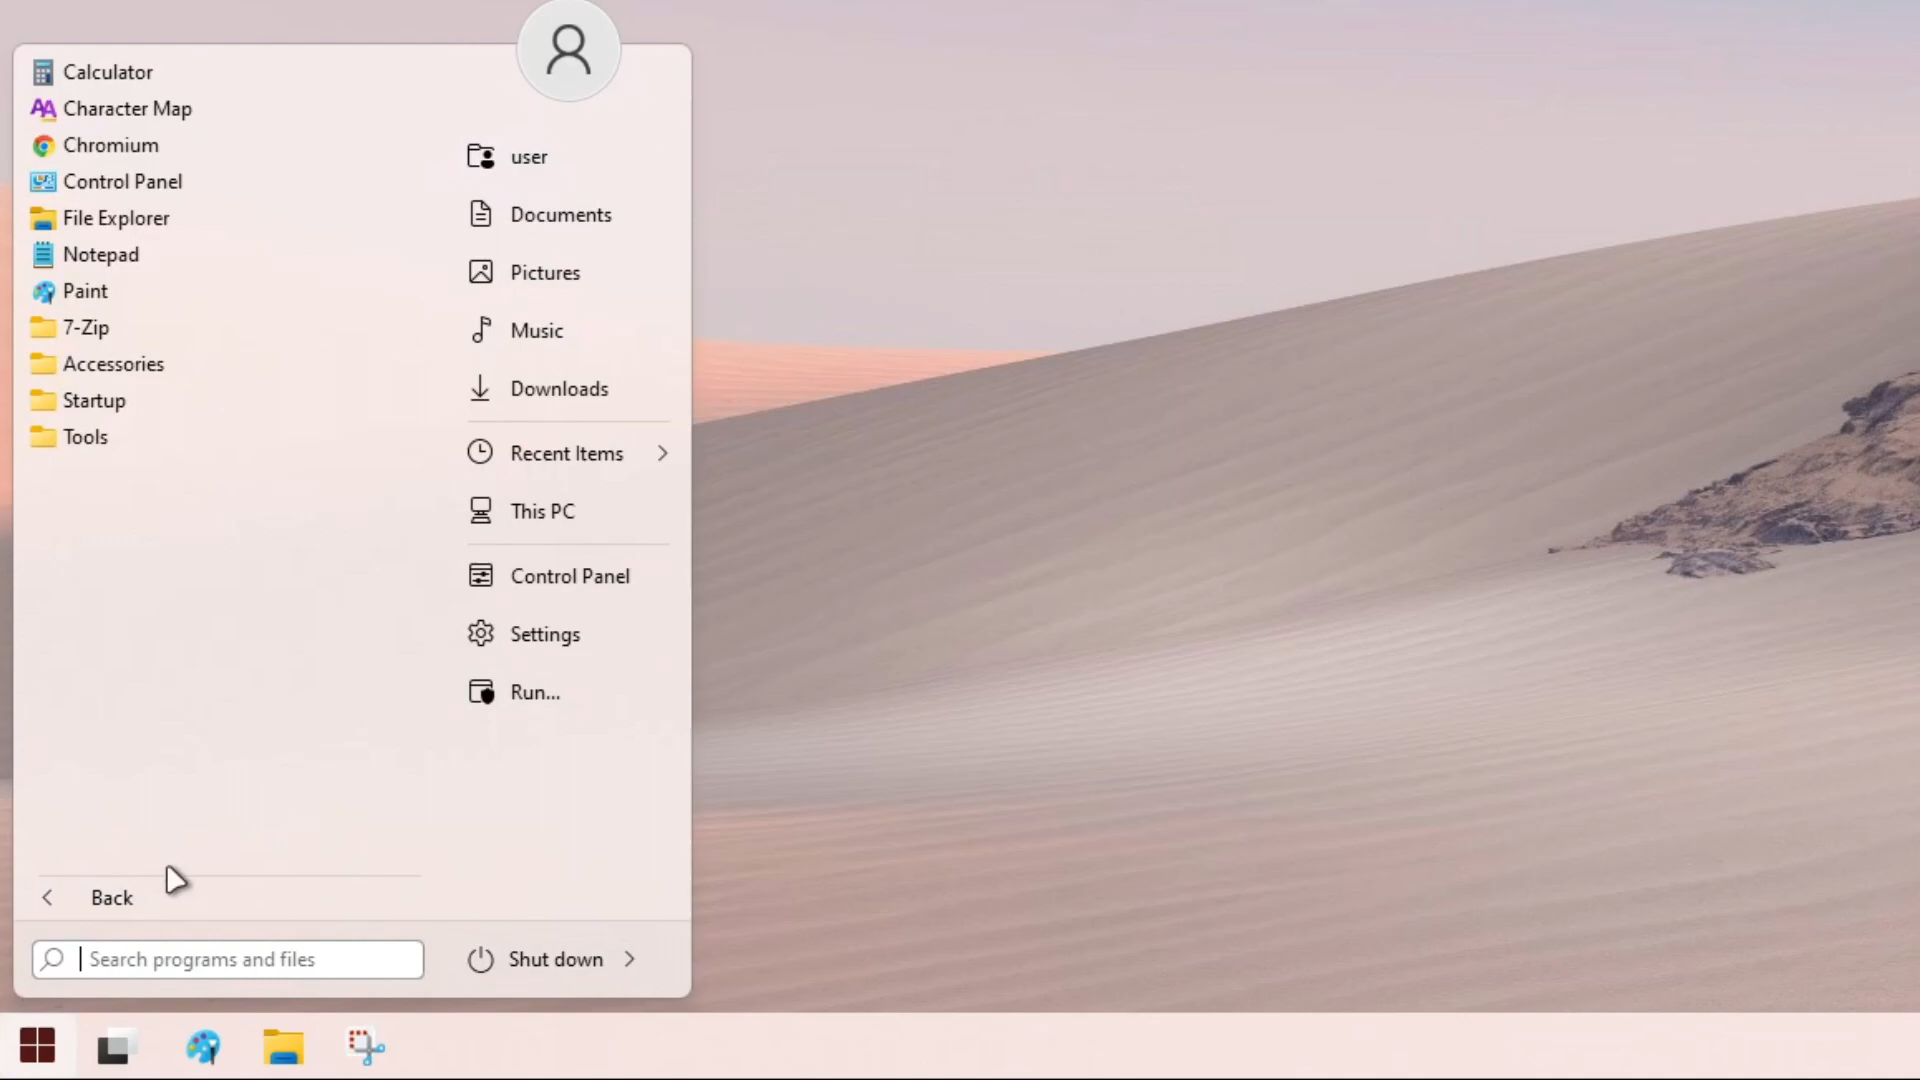 Calculator
Character Map
Chromium
Control Panel
File Explorer
Notepad
Paint
7-Zip
Accessories
Startup
Tools
Back
Search programs and files
user
Documents
Pictures
Music
Downloads
Recent Items
This PC
Control Panel
Settings
Run...
Shut down